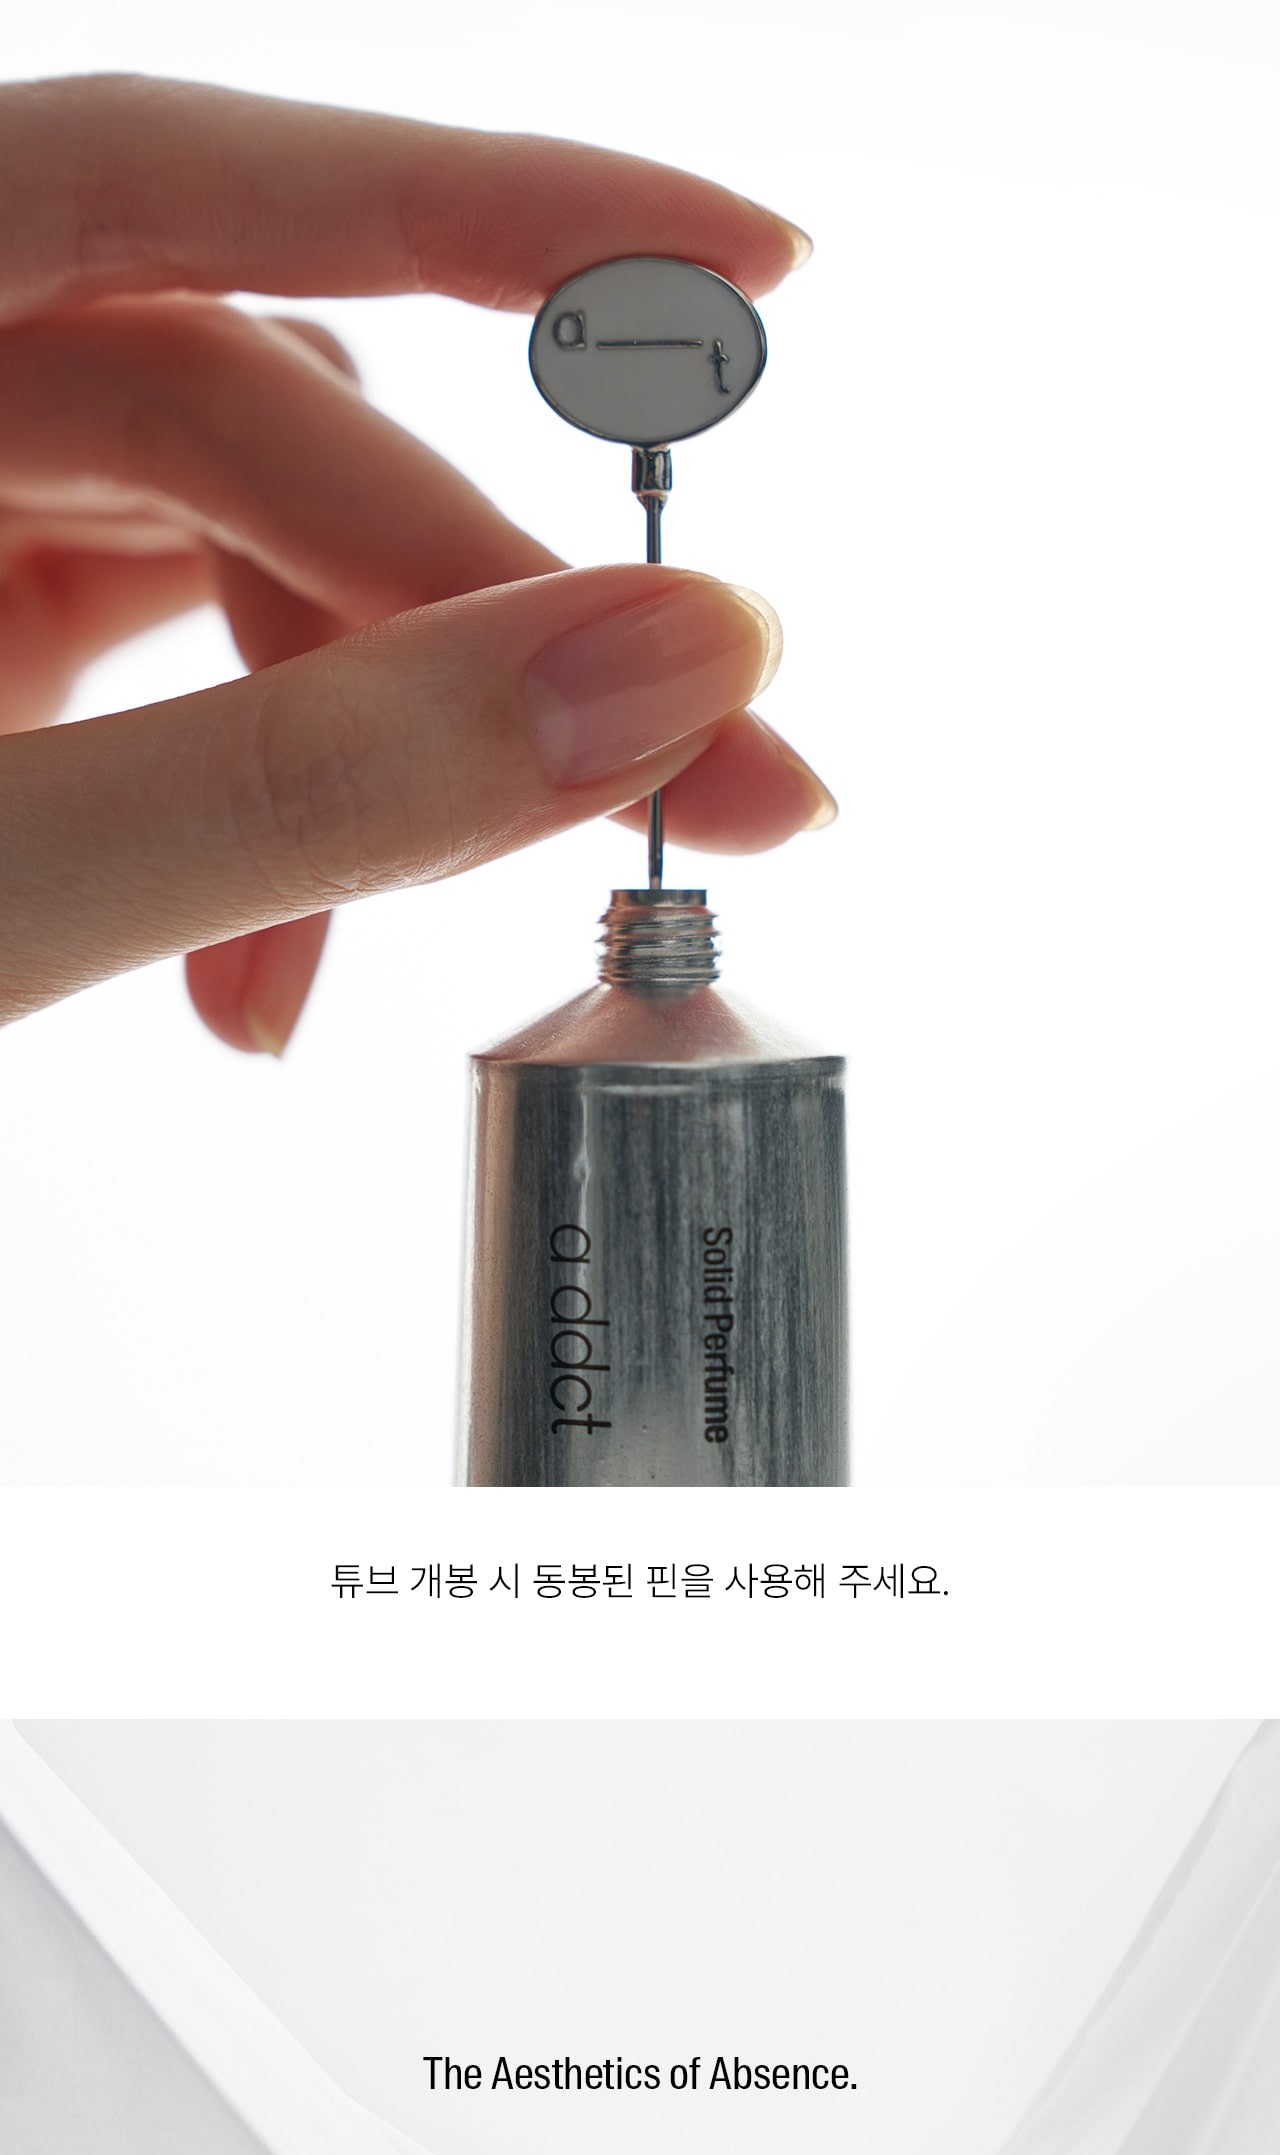 a t
Solid Perfume
a ddct
튜브 개봉 시 동봉된 핀을 사용해 주세요.
The Aesthetics of Absence.